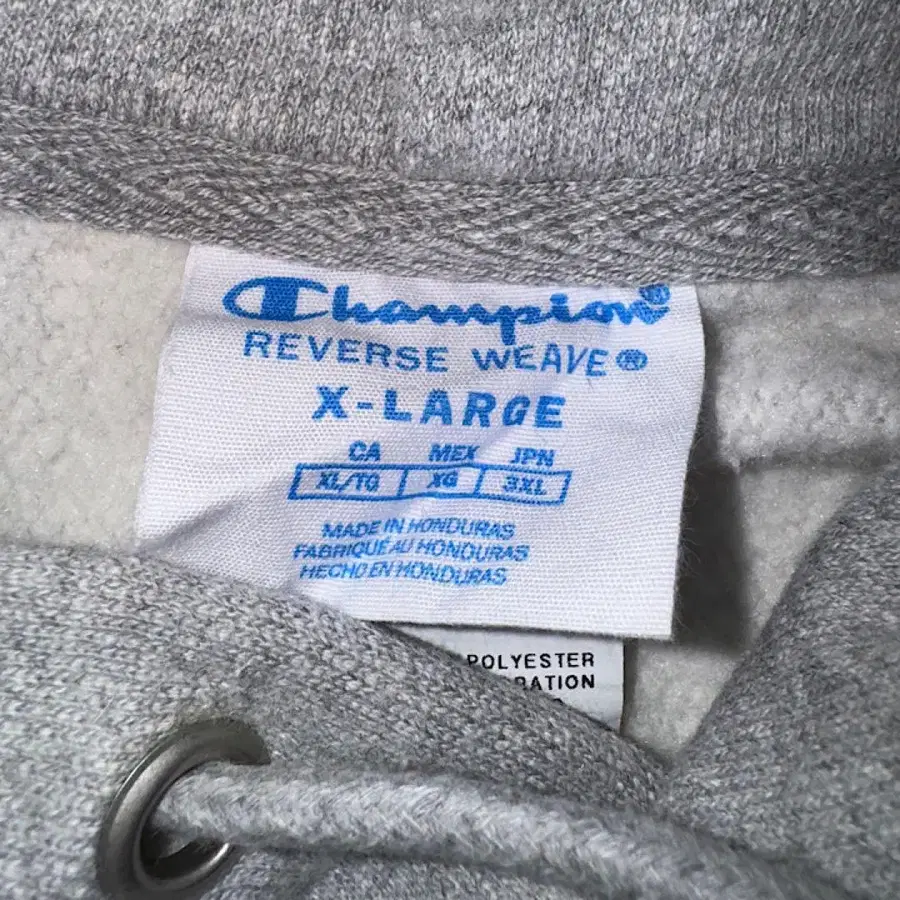 Champion®
REVERSE WEAVE®
X-LARGE
CA MEX JPN
XL/TG XG 3XL
MADE IN HONDURAS
FABRIQUÉ AU HONDURAS
HECHO EN HONDURAS
POLYESTER